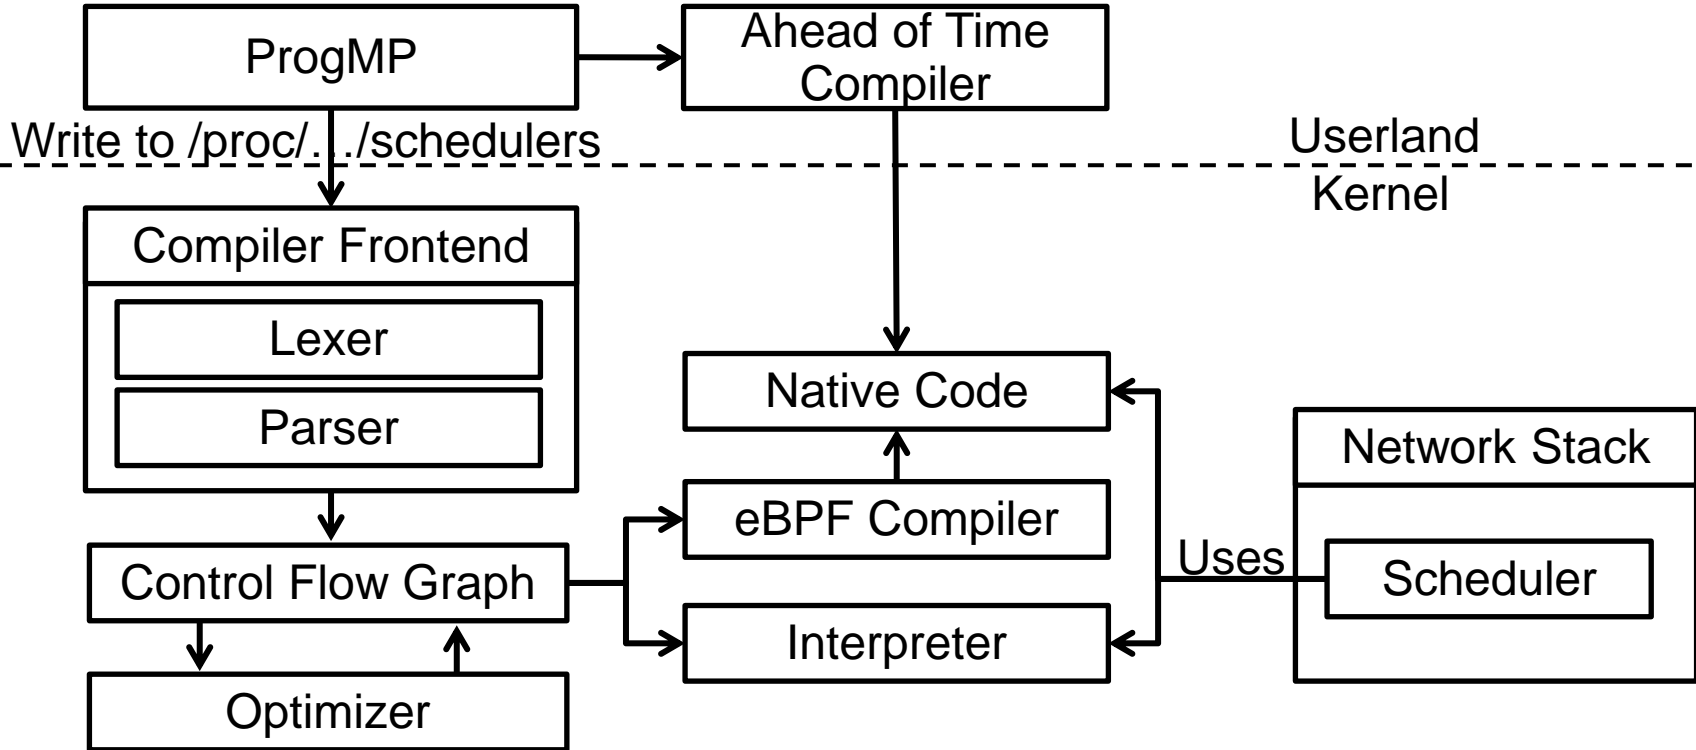 ProgMP
Ahead of Time
Compiler
Write to /proc/.../schedulers
Userland
Kernel
Compiler Frontend
Lexer
Parser
Native Code
Network Stack
eBPF Compiler
Uses
Scheduler
Control Flow Graph
Interpreter
Optimizer